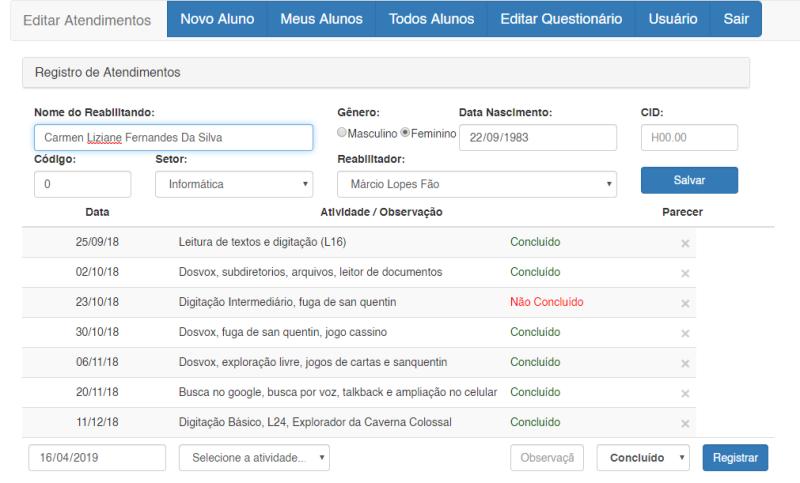 Editar Atendimentos Novo Aluno Meus Alunos Todos Alunos Editar Questionário Usuário Sair
Registro de Atendimentos
Nome do Reabilitando: Gênero: Data Nascimento: CID:
Carmen Liziane Fernandes Da Silva Masculino Feminino 22/09/1983 H00.00
Código: Setor: Reabilitador:
0 Informática Márcio Lopes Fão Salvar
Data Atividade / Observação Parecer
25/09/18 Leitura de textos e digitação (L16) Concluído ×
02/10/18 Dosvox, subdiretorios, arquivos, leitor de documentos Concluído ×
23/10/18 Digitação Intermediário, fuga de san quentin Não Concluído ×
30/10/18 Dosvox, fuga de san quentin, jogo cassino Concluído ×
06/11/18 Dosvox, exploração livre, jogos de cartas e sanquentin Concluído ×
20/11/18 Busca no google, busca por voz, talkback e ampliação no celular Concluído ×
11/12/18 Digitação Básico, L24, Explorador da Caverna Colossal Concluído ×
16/04/2019 Selecione a atividade... Observaçã Concluído Registrar